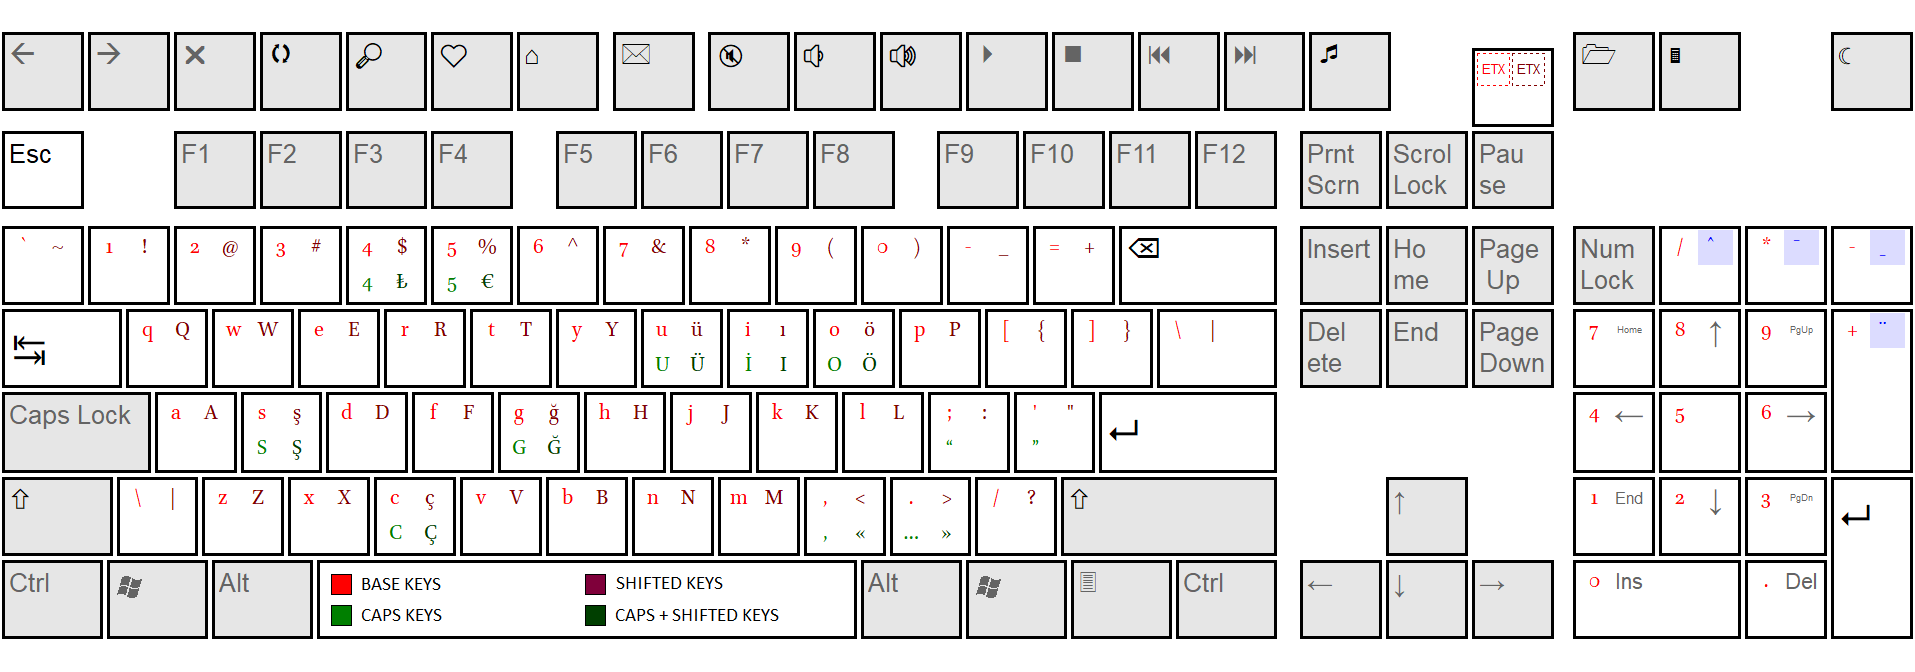 ETX ETX
Esc F1 F2 F3 F4 F5 F6 F7 F8 F9 F10 F11 F12 Prnt Scrol Pau
Scrn Lock se
` ~ 1 ! 2 @ 3 # 4 $ 5 % 6 ^ 7 & 8 * 9 ( 0 ) - _ = + Insert Ho Page Num / ^ * ¯ - _
4 ₺ 5 € me Up Lock
q Q w W e E r R t T y Y u ü i ı o ö p P [ { ] } \ | Del End Page 7 Home 8 ↑ 9 PgUp + ¨
U Ü İ I O Ö ete Down
Caps Lock a A s ş d D f F g ğ h H j J k K l L ; : ' " 4 ← 5 6 →
S Ş G Ğ “ ”
\ | z Z x X c ç v V b B n N m M , < . > / ? ↑ 1 End 2 ↓ 3 PgDn
C Ç , « … »
Ctrl Alt BASE KEYS SHIFTED KEYS Alt Ctrl ← ↓ → 0 Ins . Del
CAPS KEYS CAPS + SHIFTED KEYS